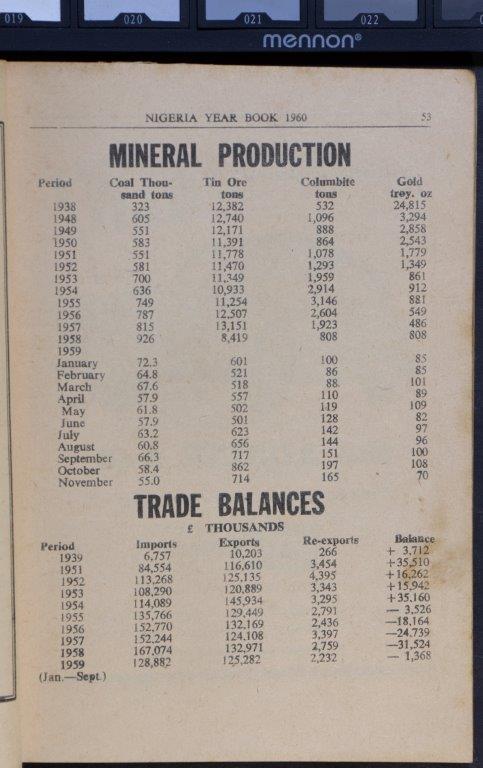 019 020 021 022
mennon®
NIGERIA YEAR BOOK 1960 53
MINERAL PRODUCTION
Period Coal Thou- Tin Ore Columbite Gold
sand tons tons tons troy. oz
1938 323 12,382 532 24,815
1948 605 12,740 1,096 3,294
1949 551 12,171 888 2,858
1950 583 11,391 864 2,543
1951 551 11,778 1,078 1,779
1952 581 11,470 1,293 1,349
1953 700 11,349 1,959 861
1954 636 10,933 2,914 912
1955 749 11,254 3,146 881
1956 787 12,507 2,604 549
1957 815 13,151 1,923 486
1958 926 8,419 808 808
1959
January 72.3 601 100 85
February 64.8 521 86 85
March 67.6 518 88. 101
April 57.9 557 110 89
May 61.8 502 119 109
June 57.9 501 128 82
July 63.2 623 142 97
August 60.8 656 144 96
September 66.3 717 151 100
October 58.4 862 197 108
November 55.0 714 165 70
TRADE BALANCES
£ THOUSANDS
Period Imports Exports Re-exports Balance
1939 6,757 10,203 266 + 3,712
1951 84,554 116,610 3,454 +35,510
1952 113,268 125,135 4,395 +16,262
1953 108,290 120,889 3,343 +15,942
1954 114,089 145,934 3,295 +35,160
1955 135,766 129,449 2,791 — 3,526
1956 152,770 132,169 2,436 —18,164
1957 152,244 124,108 3,397 —24,739
1958 167,074 132,971 2,759 —31,524
1959 128,882 125,282 2,232 — 1,368
(Jan.—Sept.)